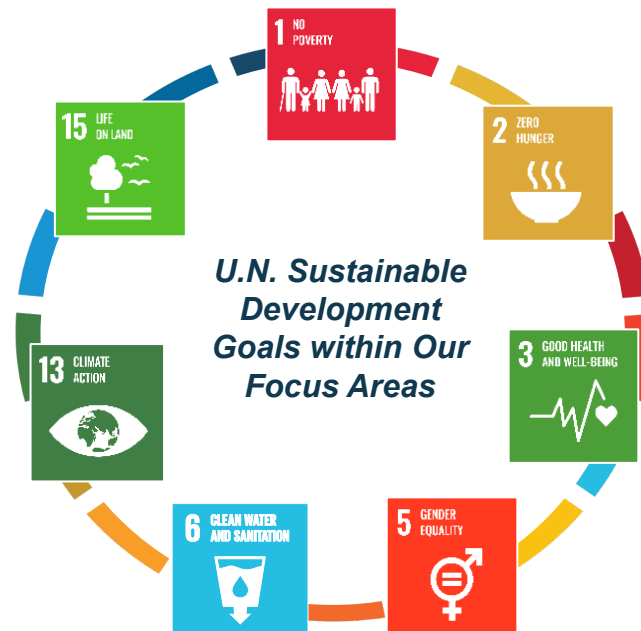 1 NO
POVERTY
2 ZERO
HUNGER
3 GOOD HEALTH
AND WELL-BEING
5 GENDER
EQUALITY
6 CLEAN WATER
AND SANITATION
13 CLIMATE
ACTION
15 LIFE
ON LAND
U.N. Sustainable
Development
Goals within Our
Focus Areas